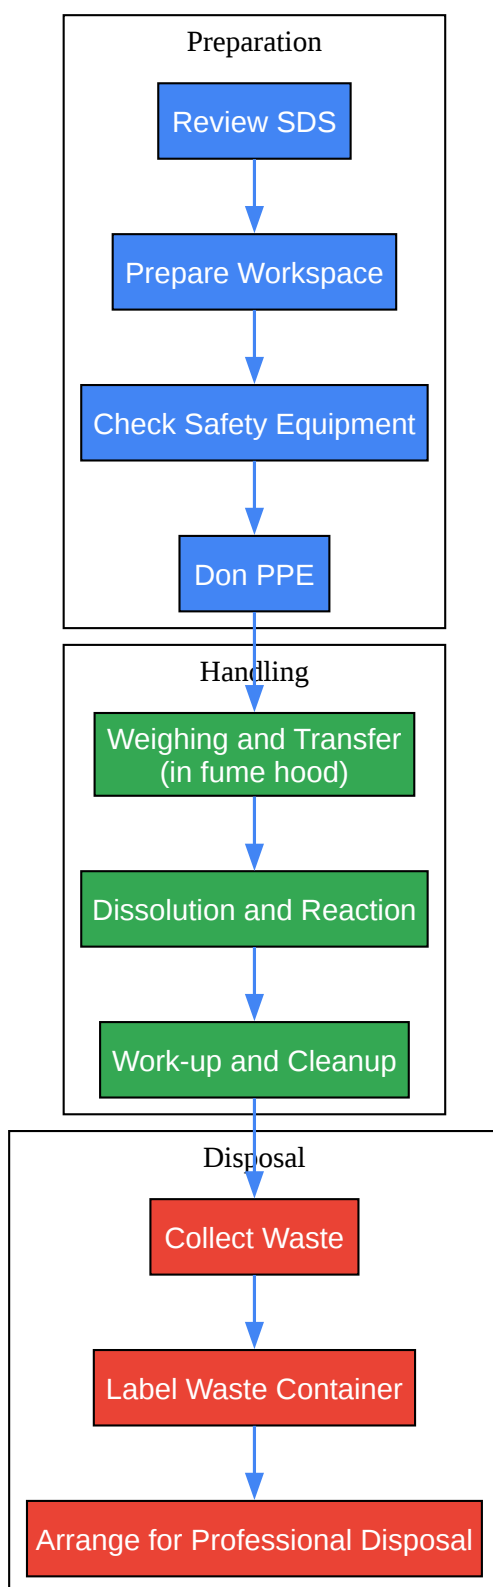 Preparation
Review SDS
Prepare Workspace
Check Safety Equipment
Don PPE
Handling
Weighing and Transfer
(in fume hood)
Dissolution and Reaction
Work-up and Cleanup
Disposal
Collect Waste
Label Waste Container
Arrange for Professional Disposal